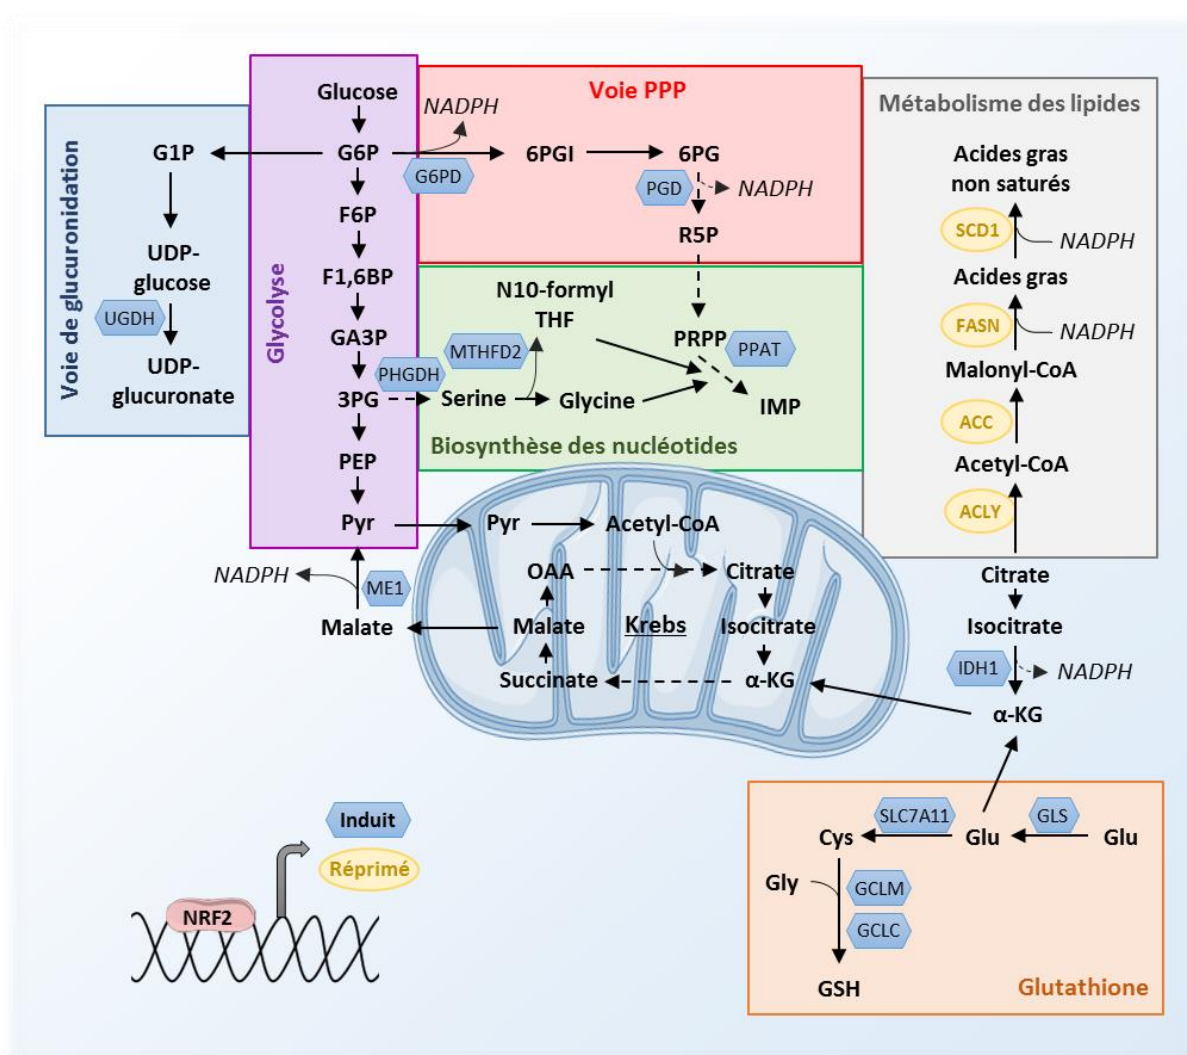 Voie de glucuronidation
G1P
UDP-
glucose
UGDH
UDP-
glucuronate
Glycolyse
Glucose
G6P
F6P
F1,6BP
GA3P
3PG
PEP
Pyr
Voie PPP
NADPH
G6PD
6PGI
6PG
PGD
NADPH
R5P
N10-formyl
THF
MTHFD2
PHGDH
Serine
Glycine
PRPP
PPAT
IMP
Biosynthèse des nucléotides
Métabolisme des lipides
Acides gras
non saturés
SCD1
NADPH
Acides gras
FASN
NADPH
Malonyl-CoA
ACC
Acetyl-CoA
ACLY
Citrate
Isocitrate
IDH1
NADPH
α-KG
Pyr
Acetyl-CoA
OAA
Citrate
Malate
Krebs
Isocitrate
Succinate
α-KG
NADPH
ME1
Malate
Induit
Réprimé
NRF2
SLC7A11
GLS
Cys
Glu
Glu
Gly
GCLM
GCLC
GSH
Glutathione